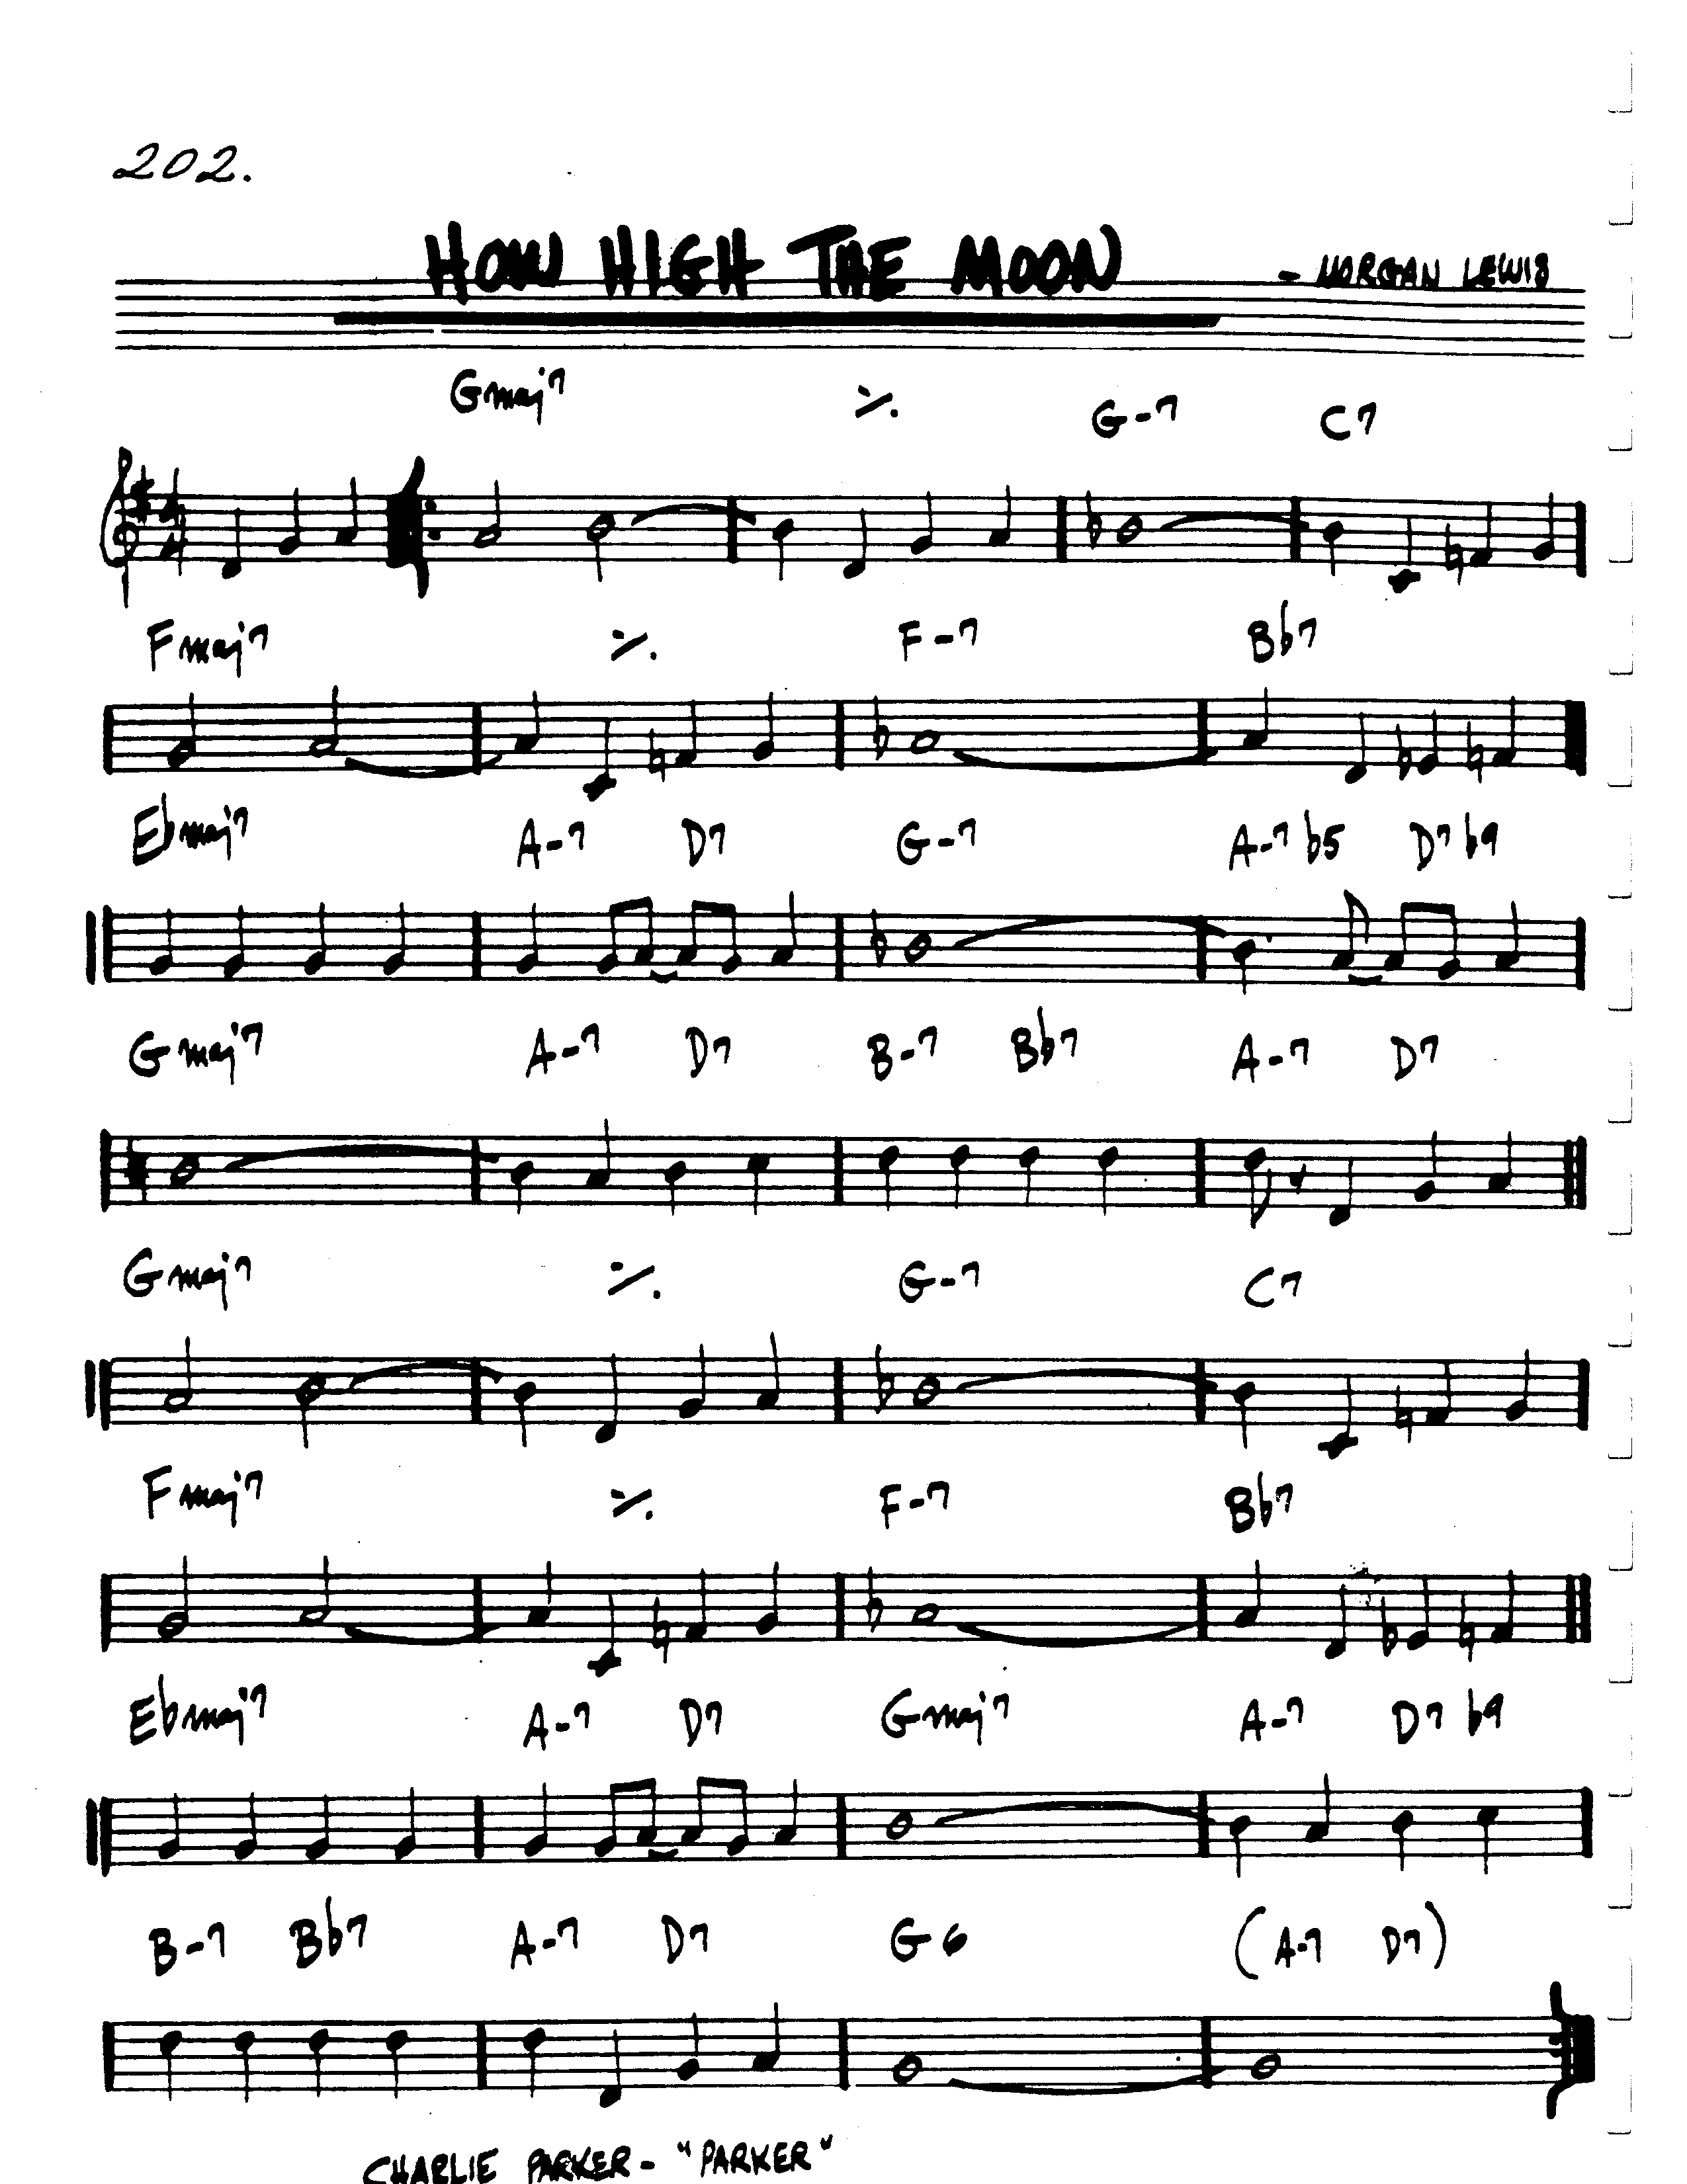 202.
HOW HIGH THE MOON
- MORGAN LEWIS
Gmaj7 ٪ G-7 C7
Fmaj7 ٪ F-7 Bb7
Ebmaj7 A-7 D7 G-7 A-7b5 D7b9
Gmaj7 A-7 D7 B-7 Bb7 A-7 D7
Gmaj7 ٪ G-7 C7
Fmaj7 ٪ F-7 Bb7
Ebmaj7 A-7 D7 Gmaj7 A-7 D7b9
B-7 Bb7 A-7 D7 G6 (A-7 D7)
CHARLIE PARKER - "PARKER"